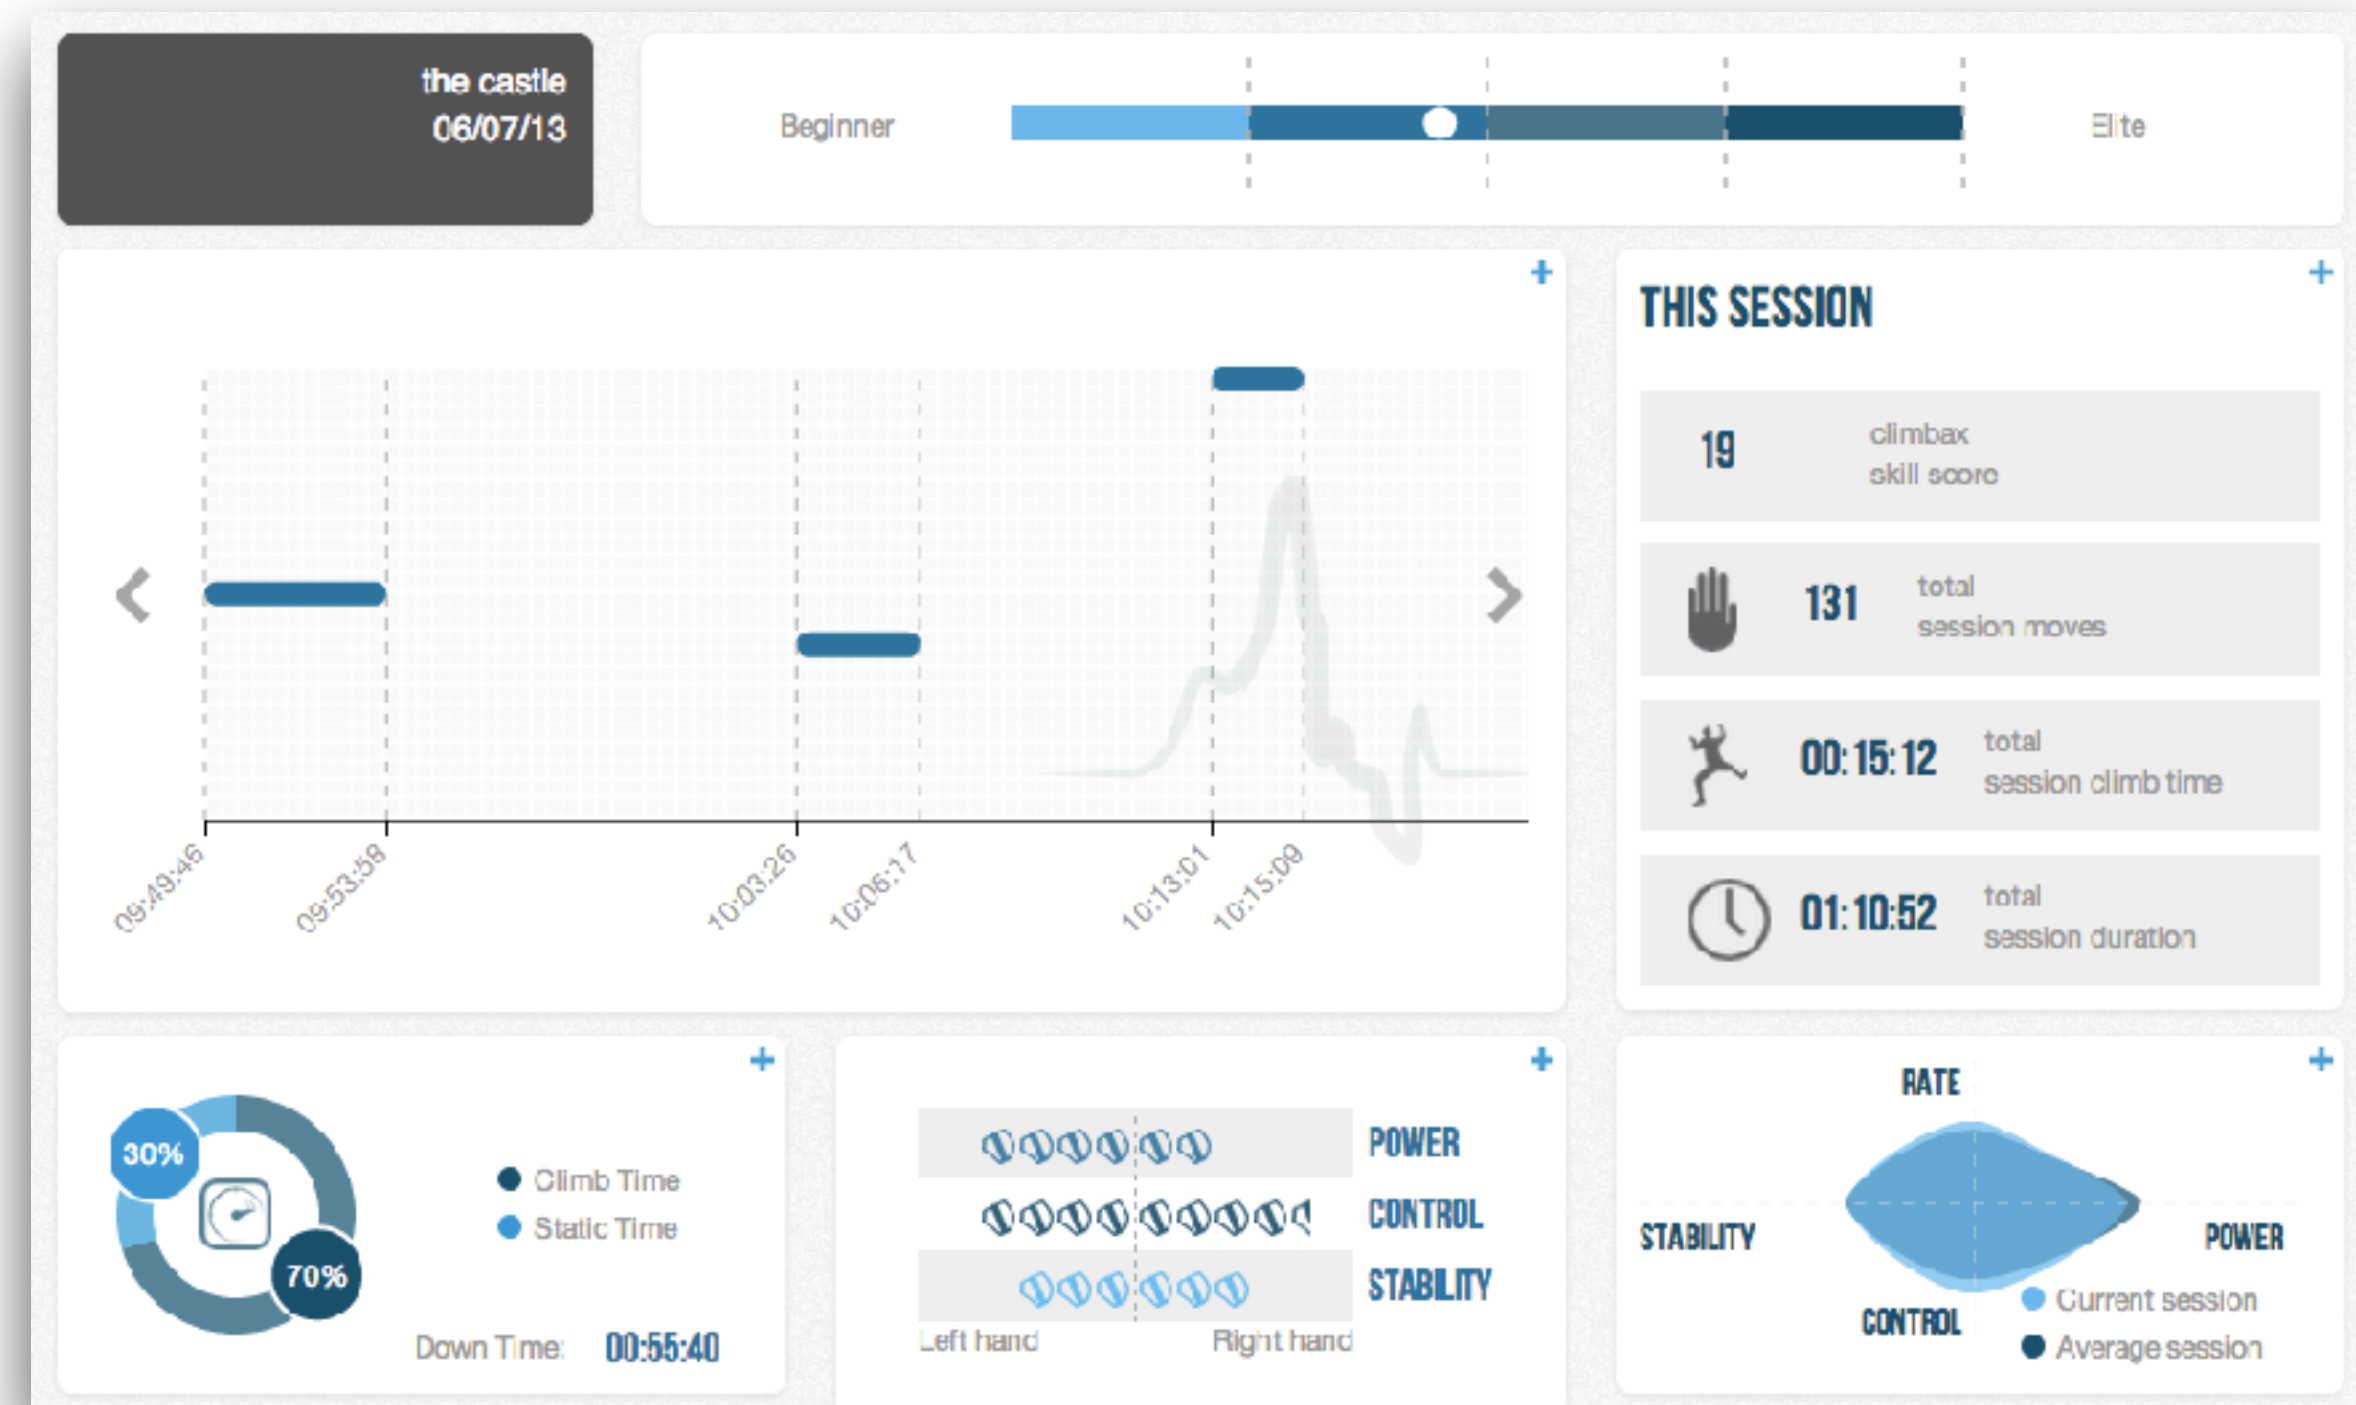 the castle
06/07/13
Beginner
Elite
09:49:46
09:53:58
10:03:26
10:06:17
10:13:01
10:15:09
THIS SESSION
19
climbax
skill score
131
total
session moves
00:15:12
total
session climb time
01:10:52
total
session duration
30%
70%
Climb Time
Static Time
Down Time: 00:55:40
POWER
CONTROL
STABILITY
Left hand Right hand
RATE
STABILITY
POWER
CONTROL
Current session
Average session